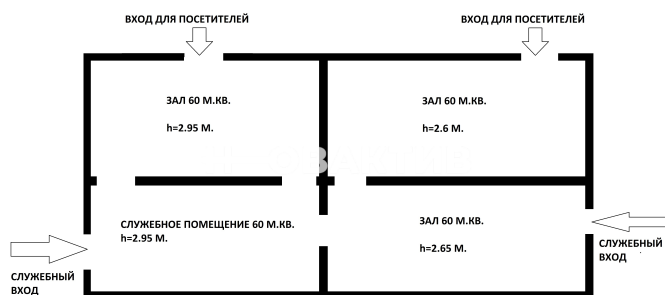 ВХОД ДЛЯ ПОСЕТИТЕЛЕЙ
ВХОД ДЛЯ ПОСЕТИТЕЛЕЙ
ЗАЛ 60 М.КВ.
h=2.95 М.
ЗАЛ 60 М.КВ.
h=2.6 М.
СЛУЖЕБНОЕ ПОМЕЩЕНИЕ 60 М.КВ.
h=2.95 М.
ЗАЛ 60 М.КВ.
h=2.65 М.
СЛУЖЕБНЫЙ
ВХОД
СЛУЖЕБНЫЙ
ВХОД